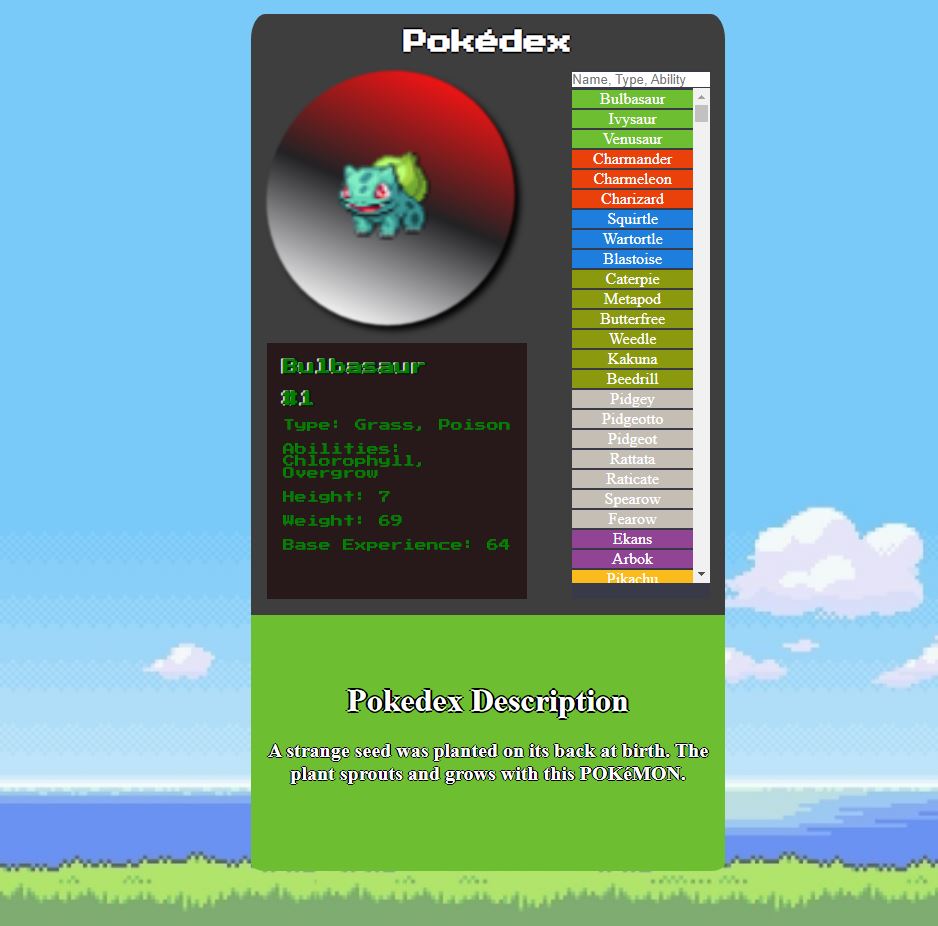 Pokédex
Name, Type, Ability
Bulbasaur
Ivysaur
Venusaur
Charmander
Charmeleon
Charizard
Squirtle
Wartortle
Blastoise
Caterpie
Metapod
Butterfree
Weedle
Kakuna
Beedrill
Pidgey
Pidgeotto
Pidgeot
Rattata
Raticate
Spearow
Fearow
Ekans
Arbok
Pikachu
Bulbasaur
#1
Type: Grass, Poison
Abilities:
Chlorophyll,
Overgrow
Height: 7
Weight: 69
Base Experience: 64
Pokedex Description
A strange seed was planted on its back at birth. The
plant sprouts and grows with this POKéMON.